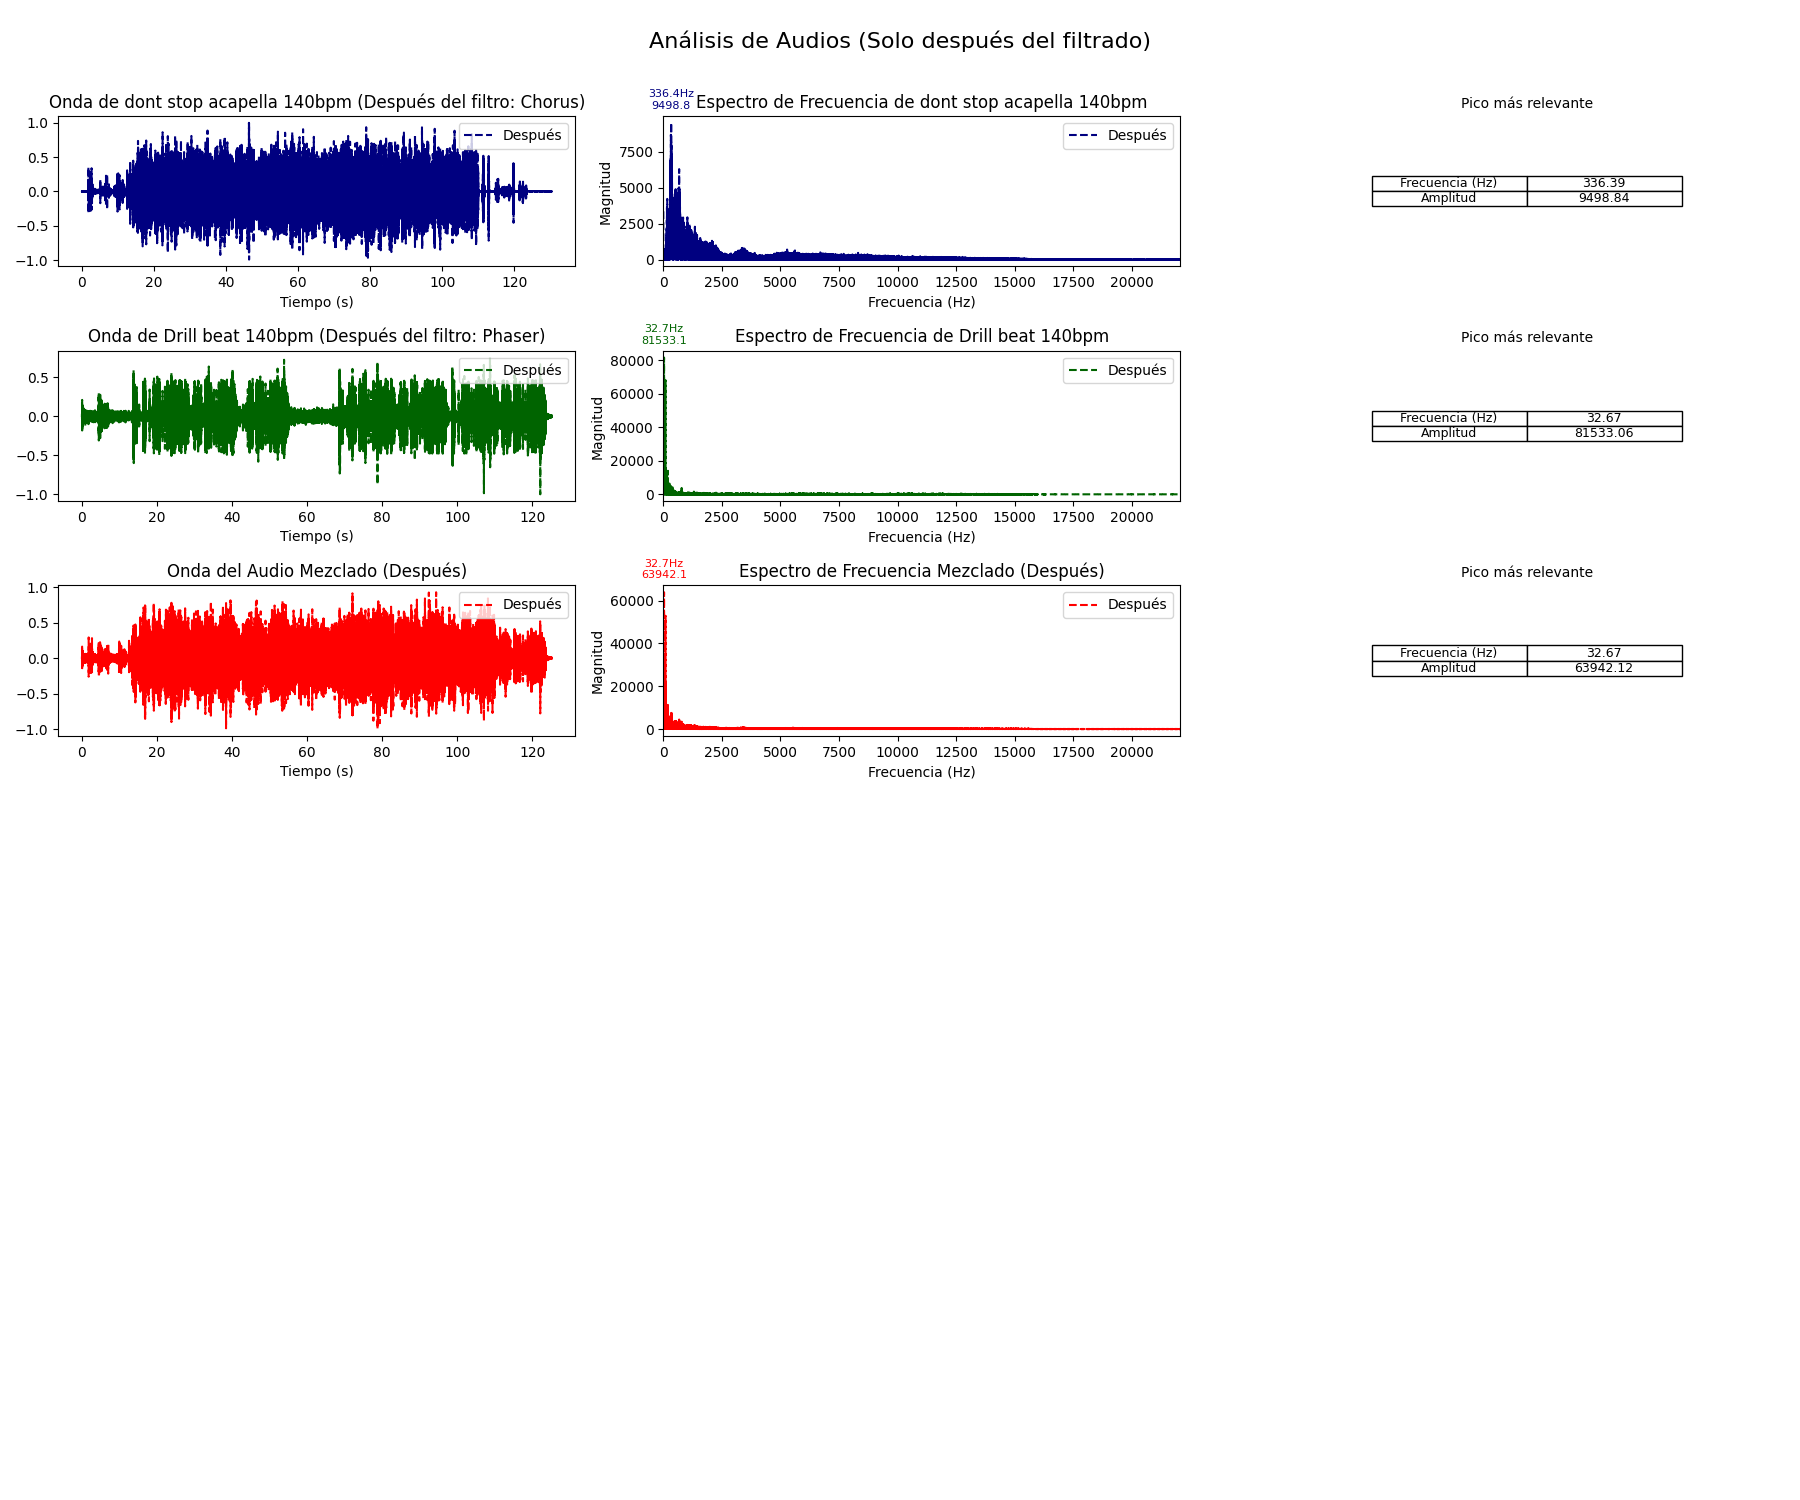 Análisis de Audios (Solo después del filtrado)
Onda de dont stop acapella 140bpm (Después del filtro: Chorus)
1.0
0.5
0.0
−0.5
−1.0
Después
0 20 40 60 80 100 120
Tiempo (s)
336.4Hz
9498.8
Espectro de Frecuencia de dont stop acapella 140bpm
Magnitud
7500
5000
2500
0
Después
0 2500 5000 7500 10000 12500 15000 17500 20000
Frecuencia (Hz)
Pico más relevante
Frecuencia (Hz) 336.39
Amplitud 9498.84
Onda de Drill beat 140bpm (Después del filtro: Phaser)
0.5
0.0
−0.5
−1.0
Después
0 20 40 60 80 100 120
Tiempo (s)
32.7Hz
81533.1
Espectro de Frecuencia de Drill beat 140bpm
Magnitud
80000
60000
40000
20000
0
Después
0 2500 5000 7500 10000 12500 15000 17500 20000
Frecuencia (Hz)
Pico más relevante
Frecuencia (Hz) 32.67
Amplitud 81533.06
Onda del Audio Mezclado (Después)
1.0
0.5
0.0
−0.5
−1.0
Después
0 20 40 60 80 100 120
Tiempo (s)
32.7Hz
63942.1
Espectro de Frecuencia Mezclado (Después)
Magnitud
60000
40000
20000
0
Después
0 2500 5000 7500 10000 12500 15000 17500 20000
Frecuencia (Hz)
Pico más relevante
Frecuencia (Hz) 32.67
Amplitud 63942.12